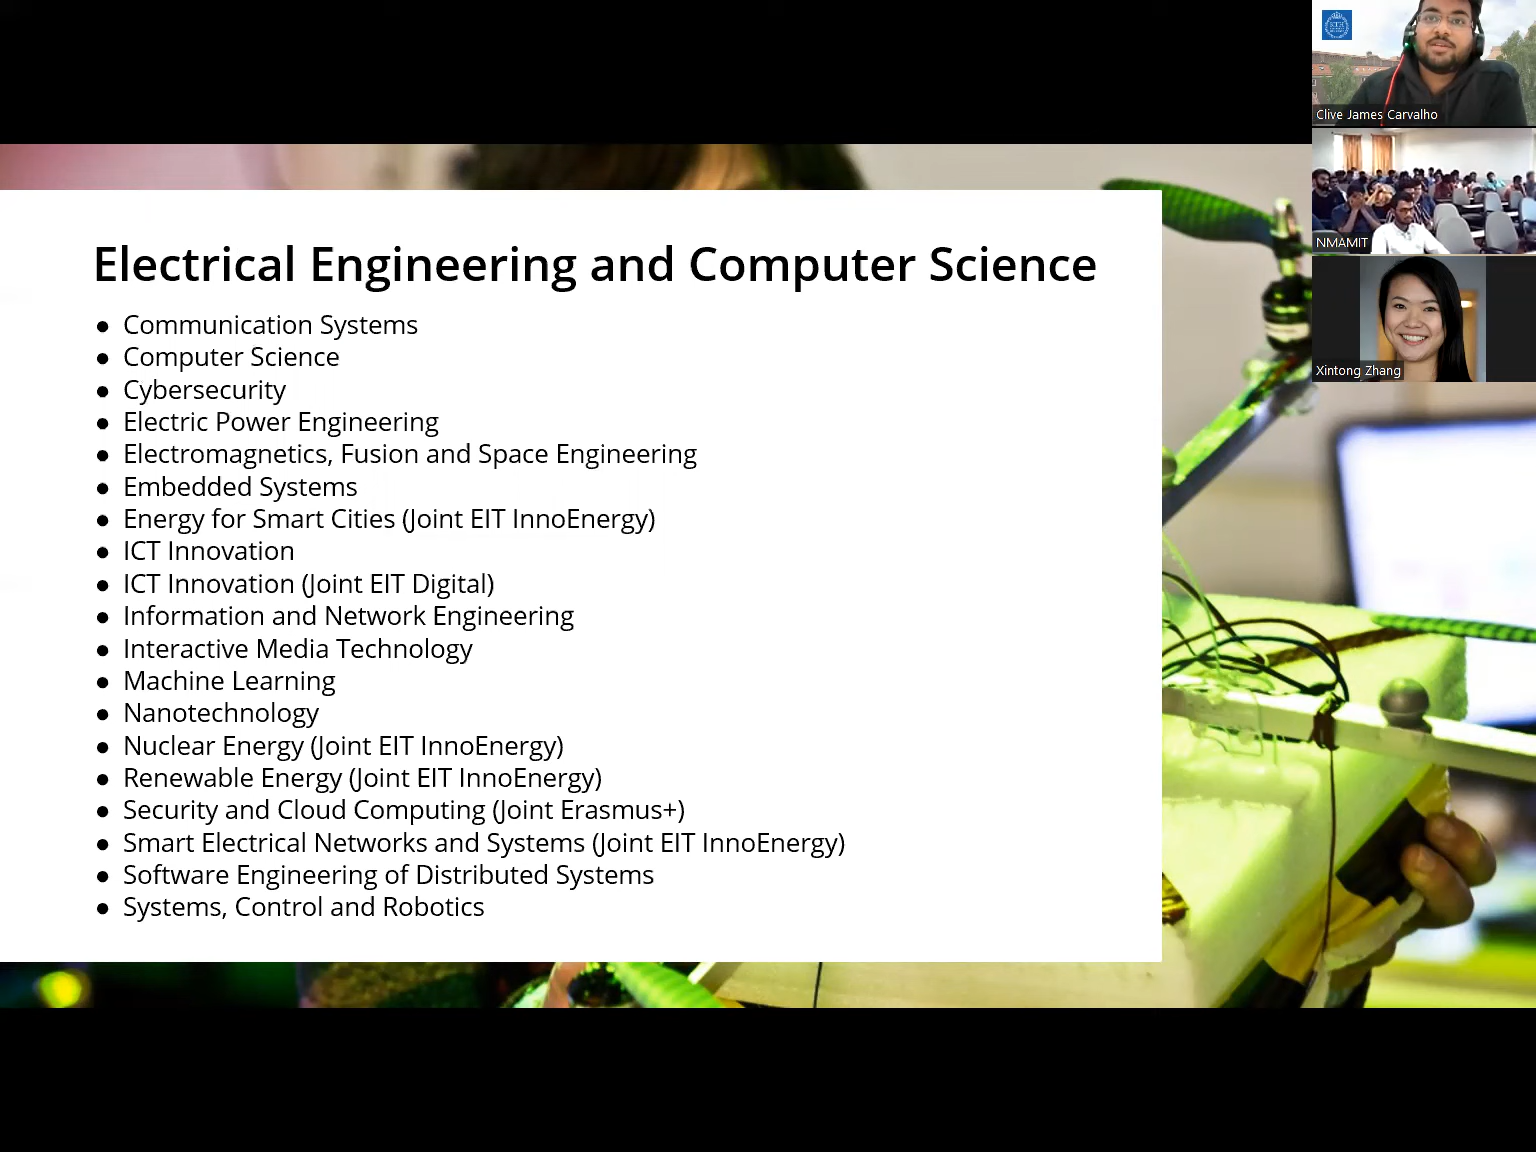 Electrical Engineering and Computer Science
● Communication Systems
● Computer Science
● Cybersecurity
● Electric Power Engineering
● Electromagnetics, Fusion and Space Engineering
● Embedded Systems
● Energy for Smart Cities (Joint EIT InnoEnergy)
● ICT Innovation
● ICT Innovation (Joint EIT Digital)
● Information and Network Engineering
● Interactive Media Technology
● Machine Learning
● Nanotechnology
● Nuclear Energy (Joint EIT InnoEnergy)
● Renewable Energy (Joint EIT InnoEnergy)
● Security and Cloud Computing (Joint Erasmus+)
● Smart Electrical Networks and Systems (Joint EIT InnoEnergy)
● Software Engineering of Distributed Systems
● Systems, Control and Robotics
KTH
Clive James Carvalho
NMAMIT
Xintong Zhang